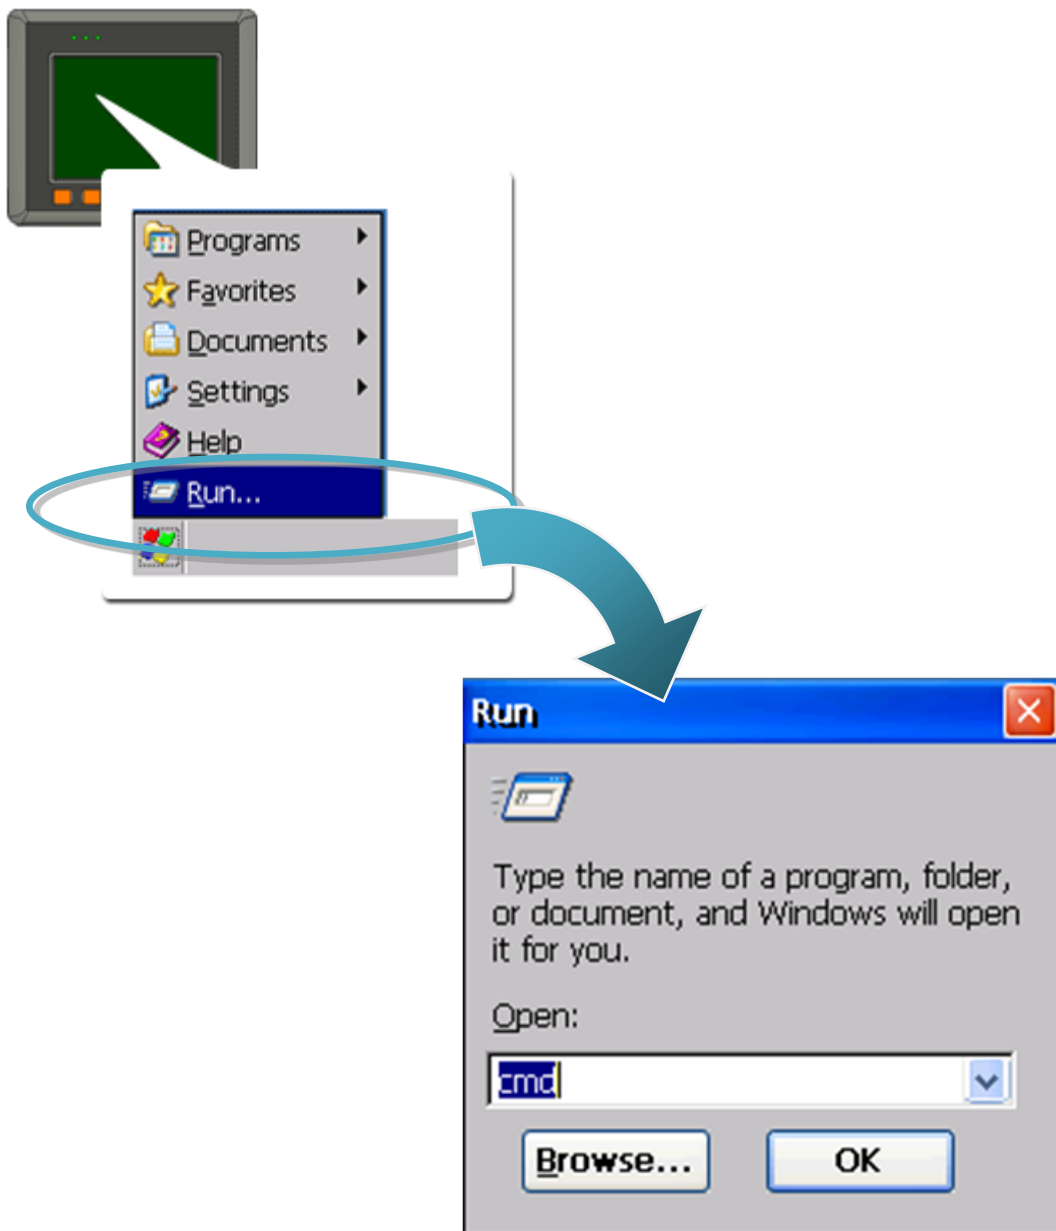 Programs
Favorites
Documents
Settings
Help
Run...
Run
Type the name of a program, folder,
or document, and Windows will open
it for you.
Open:
cmd
Browse...
OK